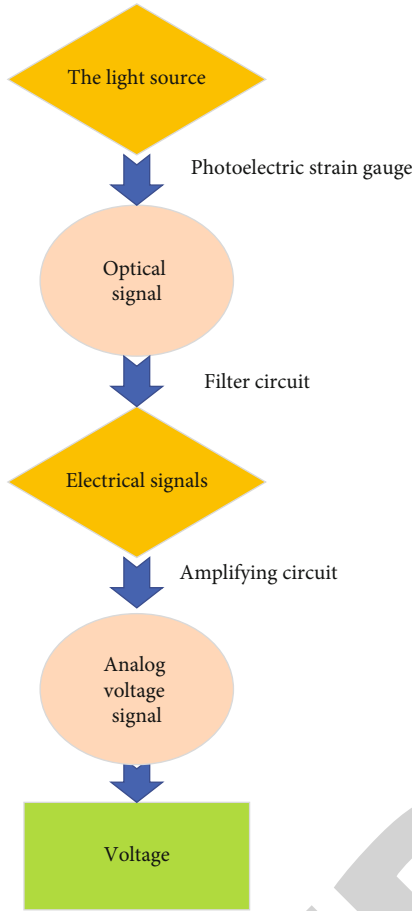 The light source
Photoelectric strain gauge
Optical
signal
Filter circuit
Electrical signals
Amplifying circuit
Analog
voltage
signal
Voltage